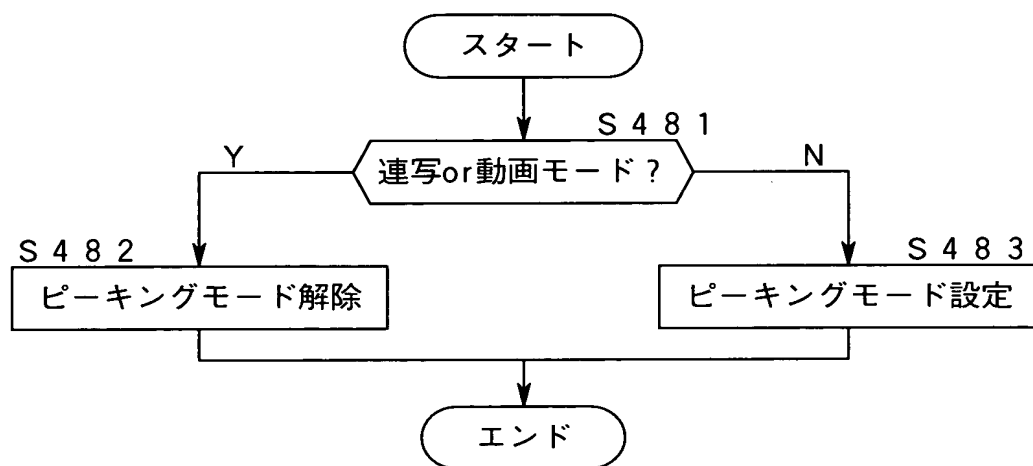 スタート
S481
連写or動画モード？
Y
N
S482
ピーキングモード解除
S483
ピーキングモード設定
エンド